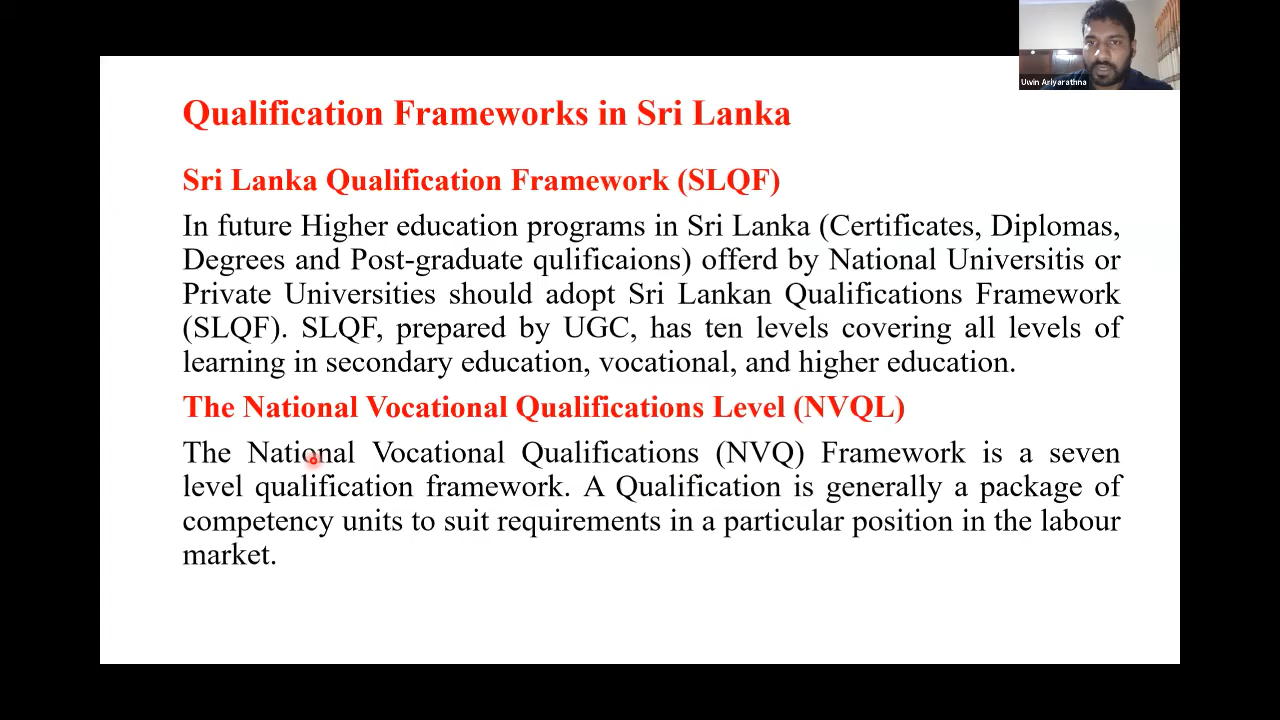 Uwin Ariyarathna
Qualification Frameworks in Sri Lanka
Sri Lanka Qualification Framework (SLQF)
In future Higher education programs in Sri Lanka (Certificates, Diplomas,
Degrees and Post-graduate qulificaions) offerd by National Universitis or
Private Universities should adopt Sri Lankan Qualifications Framework
(SLQF). SLQF, prepared by UGC, has ten levels covering all levels of
learning in secondary education, vocational, and higher education.
The National Vocational Qualifications Level (NVQL)
The National Vocational Qualifications (NVQ) Framework is a seven
level qualification framework. A Qualification is generally a package of
competency units to suit requirements in a particular position in the labour
market.